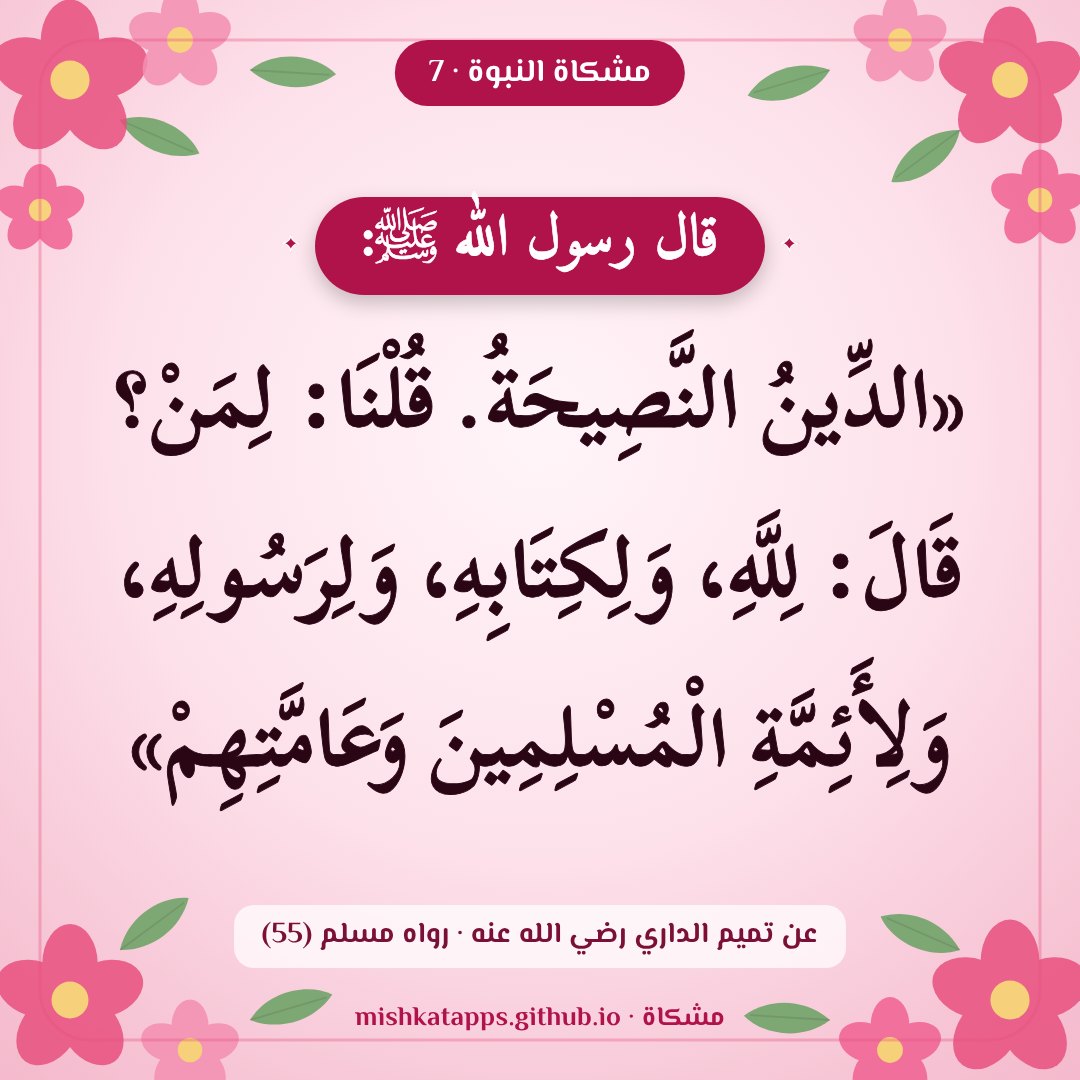 مشكاة النبوة · 7
قال رسول الله ﷺ:
«الدِّينُ النَّصِيحَةُ. قُلْنَا: لِمَنْ؟
قَالَ: لِلَّهِ، وَلِكِتَابِهِ، وَلِرَسُولِهِ،
وَلِأَئِمَّةِ الْمُسْلِمِينَ وَعَامَّتِهِمْ»
عن تميم الداري رضي الله عنه · رواه مسلم (55)
مشكاة · mishkatapps.github.io